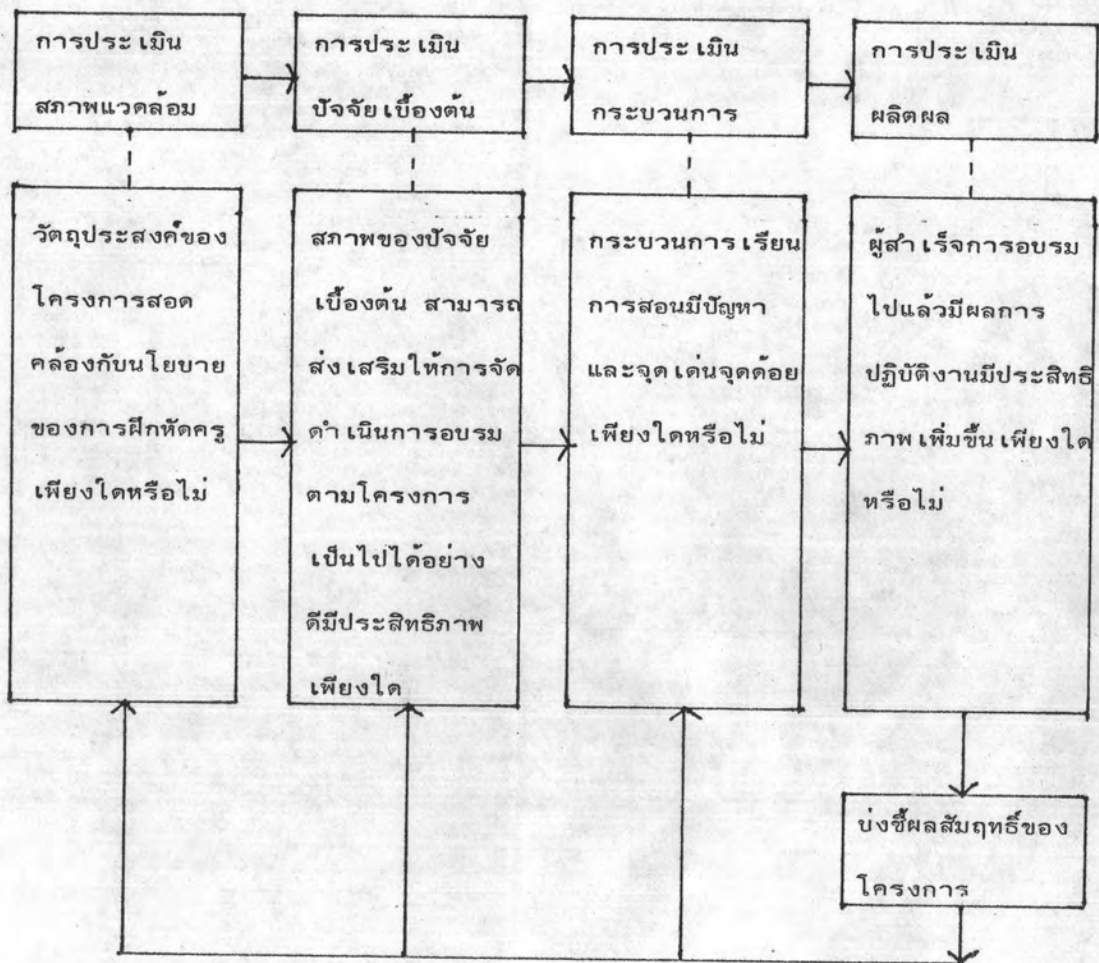 การประเมิน
สภาพแวดล้อม
การประเมิน
ปัจจัยเบื้องต้น
การประเมิน
กระบวนการ
การประเมิน
ผลิตผล
วัตถุประสงค์ของ
โครงการสอด
คล้องกับนโยบาย
ของการฝึกหัดครู
เพียงใดหรือไม่
สภาพของปัจจัย
เบื้องต้น สามารถ
ส่งเสริมให้การจัด
ดำเนินการอบรม
ตามโครงการ
เป็นไปได้อย่าง
ดีมีประสิทธิภาพ
เพียงใด
กระบวนการเรียน
การสอนมีปัญหา
และจุดเด่นจุดด้อย
เพียงใดหรือไม่
ผู้สำเร็จการอบรม
ไปแล้วมีผลการ
ปฏิบัติงานมีประสิทธิ
ภาพเพิ่มขึ้นเพียงใด
หรือไม่
บ่งชี้ผลสัมฤทธิ์ของ
โครงการ